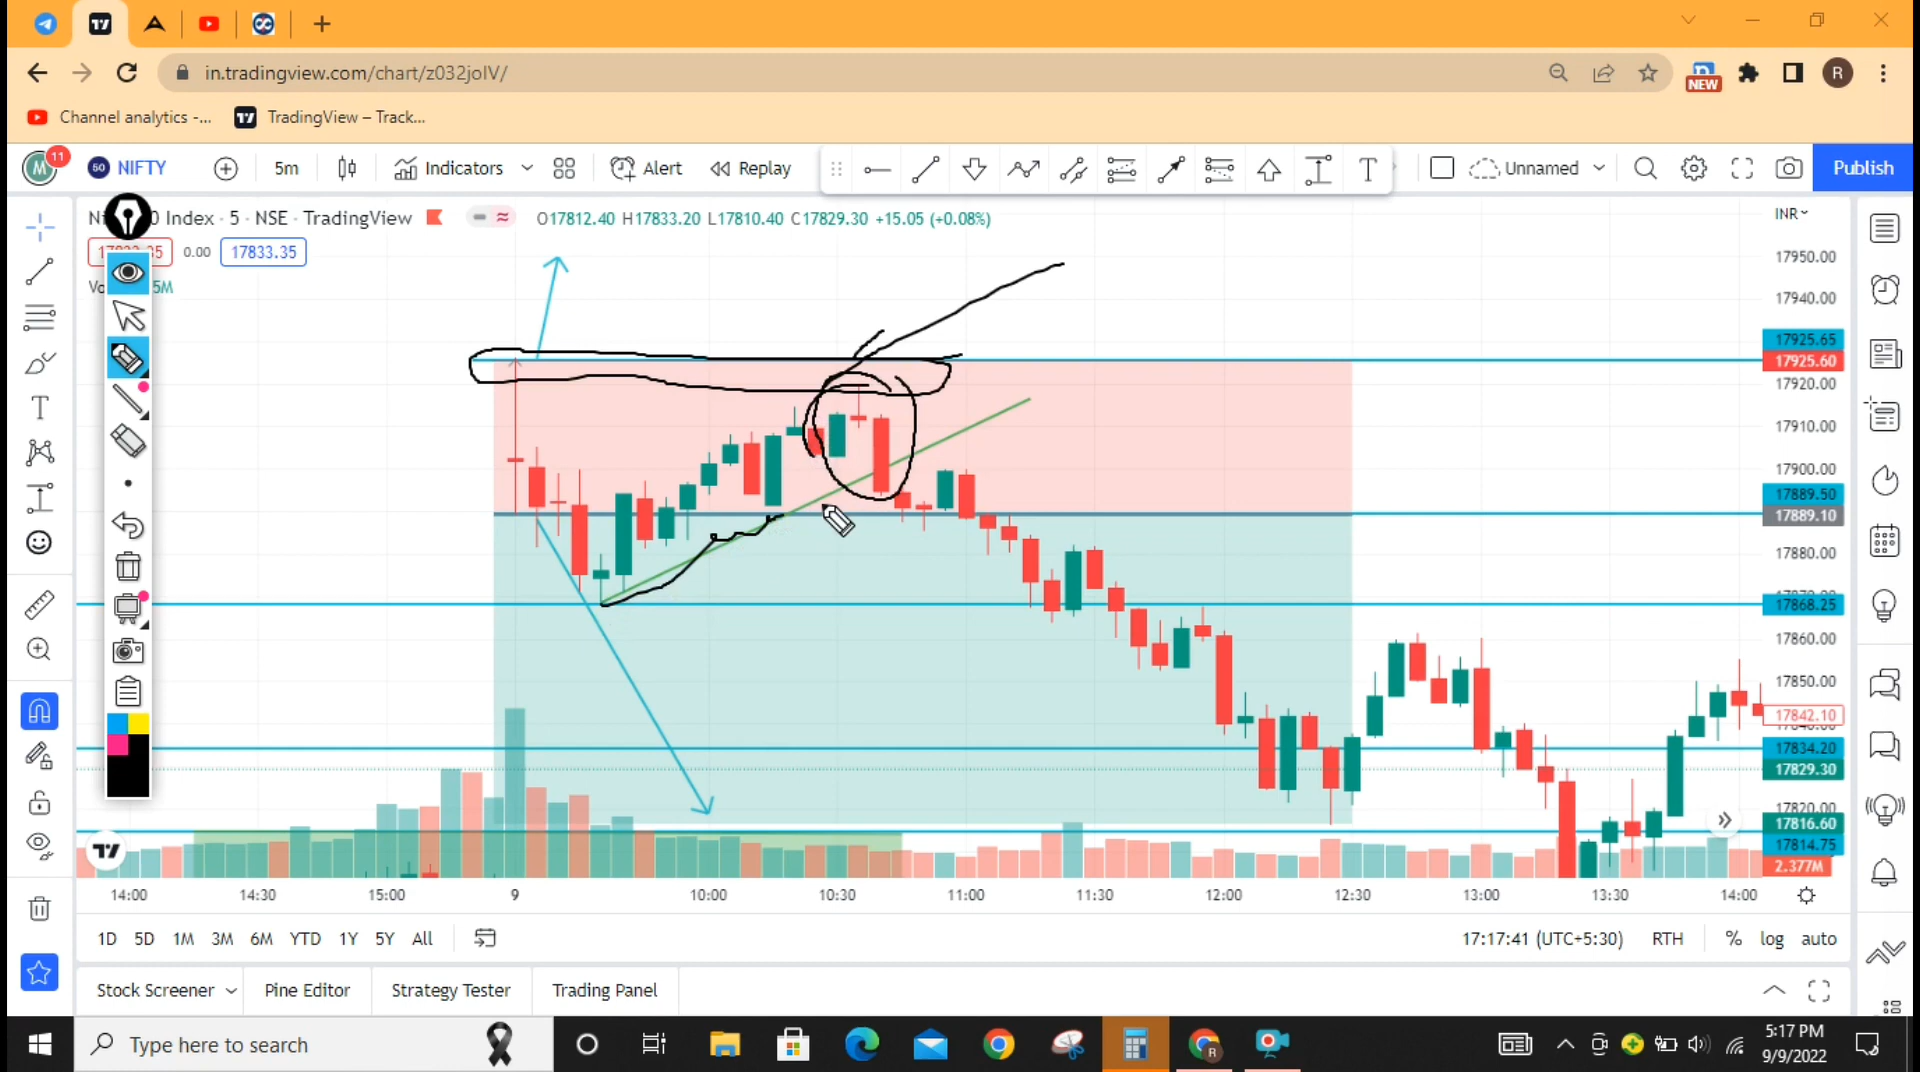 in.tradingview.com/chart/z032joIV/
NEW
R
Channel analytics -...
TradingView – Track...
M
11
50
NIFTY
5m
Indicators
Alert
Replay
T
Unnamed
Publish
0 Index · 5 · NSE · TradingView
O17812.40 H17833.20 L17810.40 C17829.30 +15.05 (+0.08%)
INR
0.00
17833.35
5M
17950.00
17940.00
17925.65
17925.60
17920.00
17910.00
17900.00
17889.50
17889.10
17880.00
17868.25
17860.00
17850.00
17842.10
17834.20
17829.30
17820.00
17816.60
17814.75
2.377M
14:00
14:30
15:00
9
10:00
10:30
11:00
11:30
12:00
12:30
13:00
13:30
14:00
1D 5D 1M 3M 6M YTD 1Y 5Y All
17:17:41 (UTC+5:30)
RTH
% log auto
Stock Screener
Pine Editor
Strategy Tester
Trading Panel
Type here to search
R
5:17 PM
9/9/2022